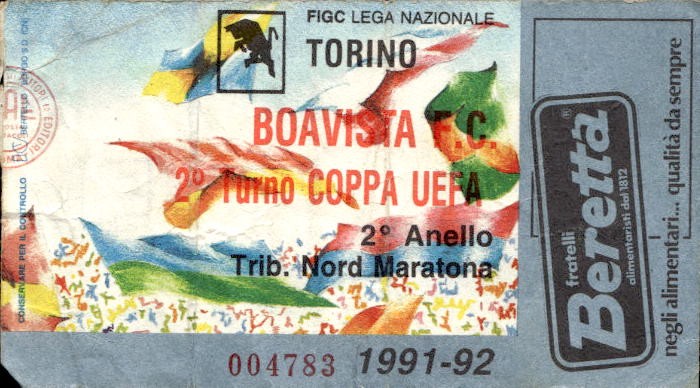 FIGC LEGA NAZIONALE
TORINO
BOAVISTA F.C.
2° Turno COPPA UEFA
2° Anello
Trib. Nord Maratona
004783 1991-92
CONSERVARE PER IL CONTROLLO
fratelli
Beretta®
alimentaristi dal 1812
negli alimentari... qualità da sempre